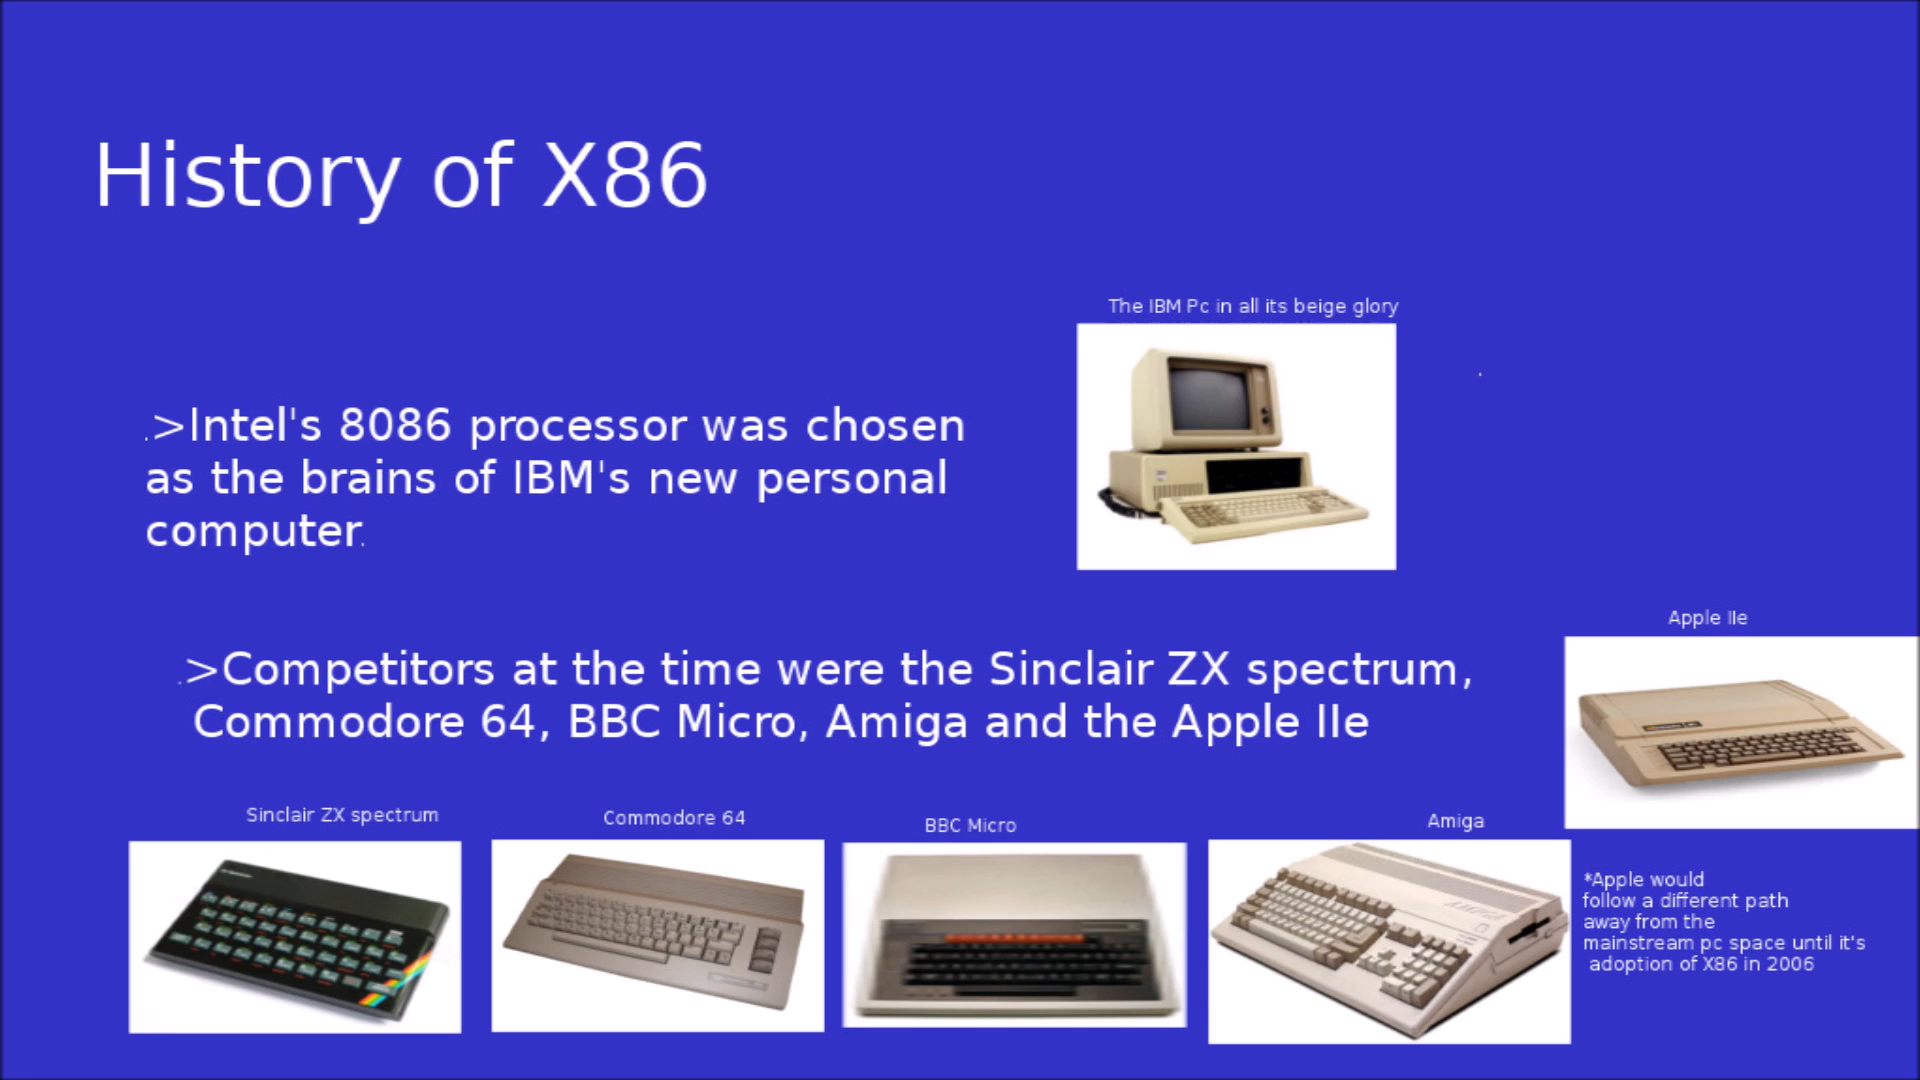 History of X86
The IBM Pc in all its beige glory
.>Intel's 8086 processor was chosen
as the brains of IBM's new personal
computer.
Apple IIe
.>Competitors at the time were the Sinclair ZX spectrum,
Commodore 64, BBC Micro, Amiga and the Apple IIe
Sinclair ZX spectrum
Commodore 64
BBC Micro
Amiga
*Apple would
follow a different path
away from the
mainstream pc space until it's
adoption of X86 in 2006
AMIGA